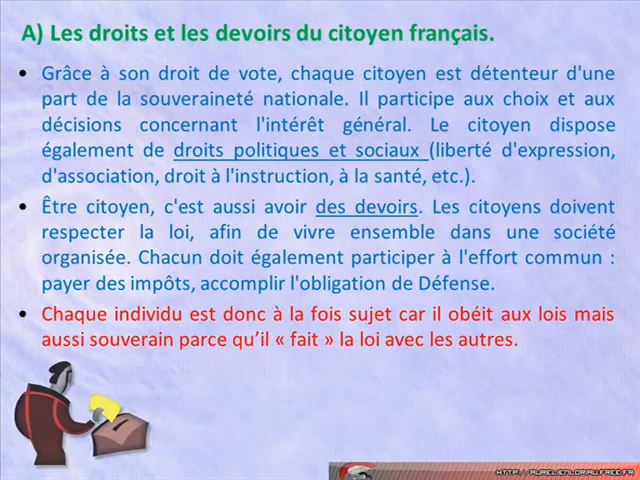 A) Les droits et les devoirs du citoyen français.
• Grâce à son droit de vote, chaque citoyen est détenteur d'une
part de la souveraineté nationale. Il participe aux choix et aux
décisions concernant l'intérêt général. Le citoyen dispose
également de droits politiques et sociaux (liberté d'expression,
d'association, droit à l'instruction, à la santé, etc.).
• Être citoyen, c'est aussi avoir des devoirs. Les citoyens doivent
respecter la loi, afin de vivre ensemble dans une société
organisée. Chacun doit également participer à l'effort commun :
payer des impôts, accomplir l'obligation de Défense.
• Chaque individu est donc à la fois sujet car il obéit aux lois mais
aussi souverain parce qu’il « fait » la loi avec les autres.
HTTP://AURELIENLORIAU.FREE.FR